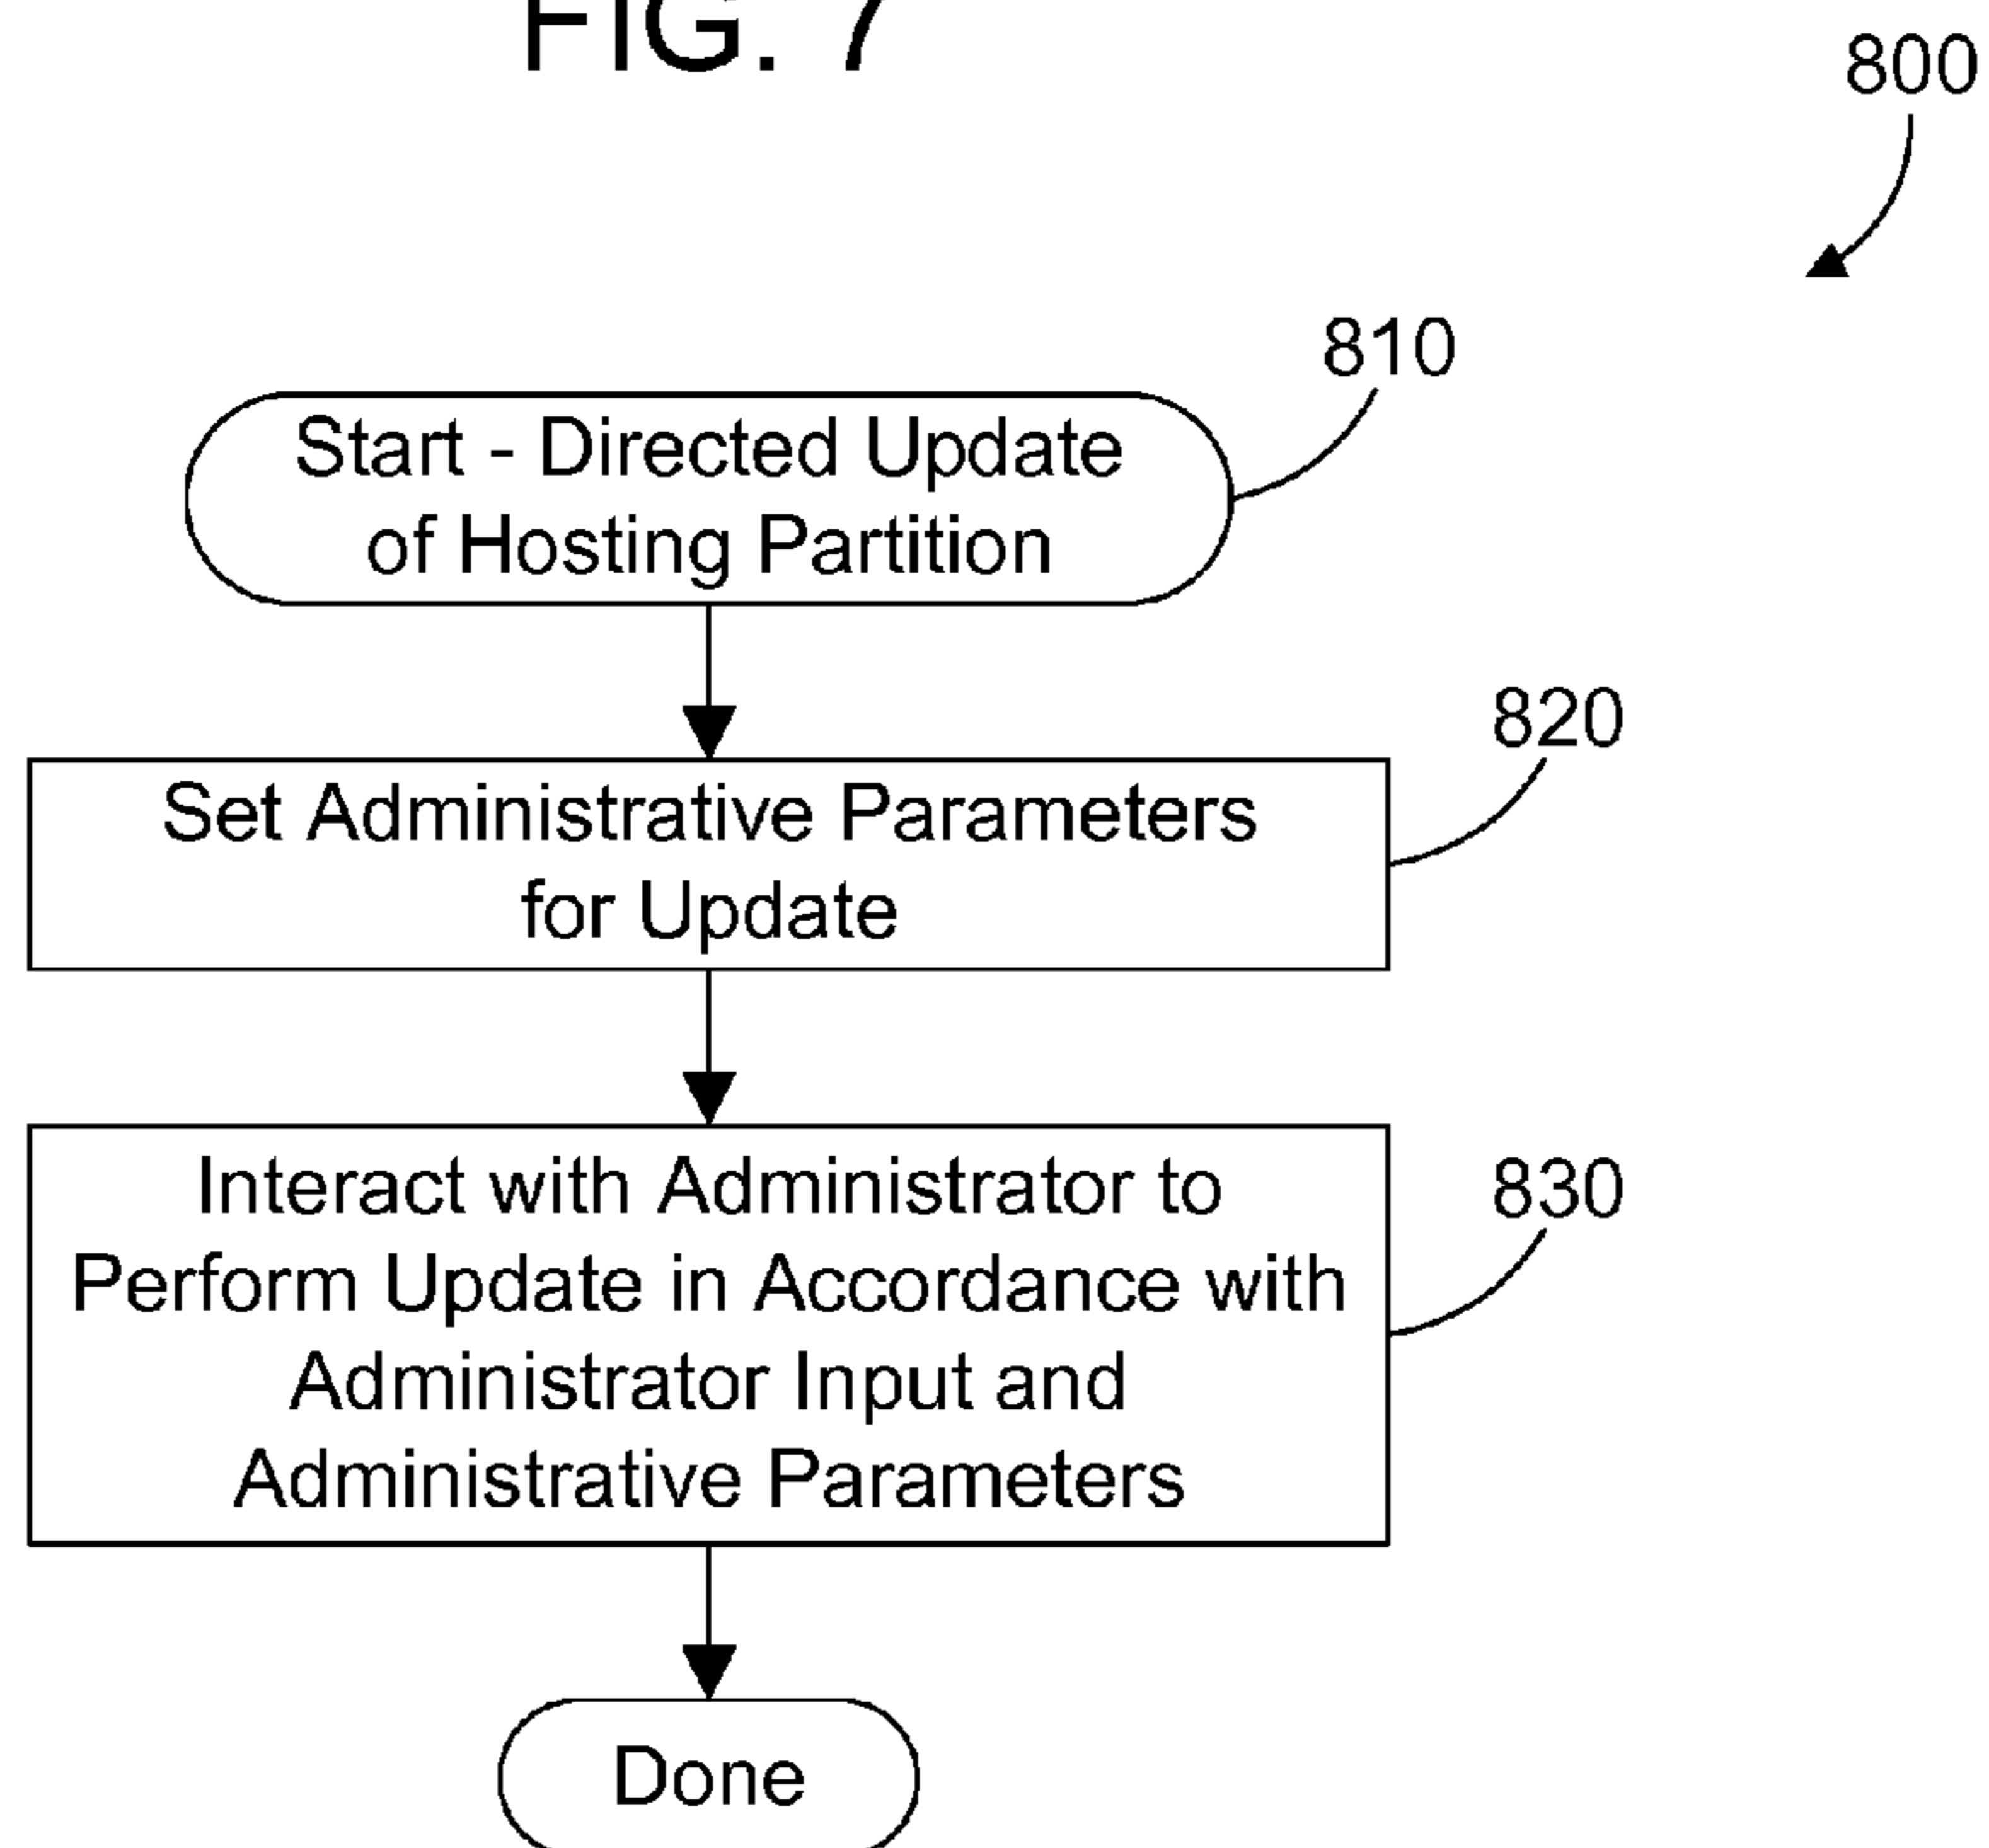 FIG. 7
800
810
Start - Directed Update
of Hosting Partition
820
Set Administrative Parameters
for Update
830
Interact with Administrator to
Perform Update in Accordance with
Administrator Input and
Administrative Parameters
Done